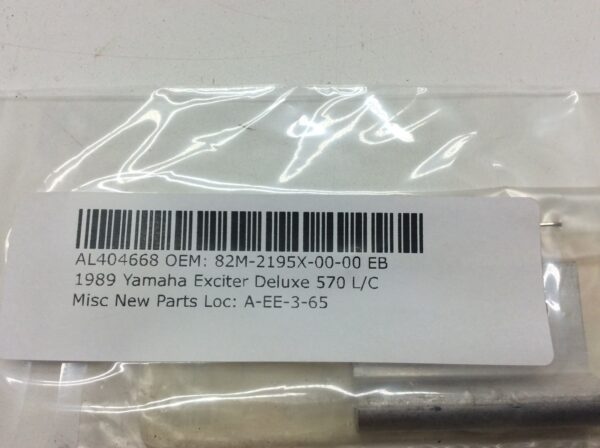 AL404668 OEM: 82M-2195X-00-00 EB
1989 Yamaha Exciter Deluxe 570 L/C
Misc New Parts Loc: A-EE-3-65